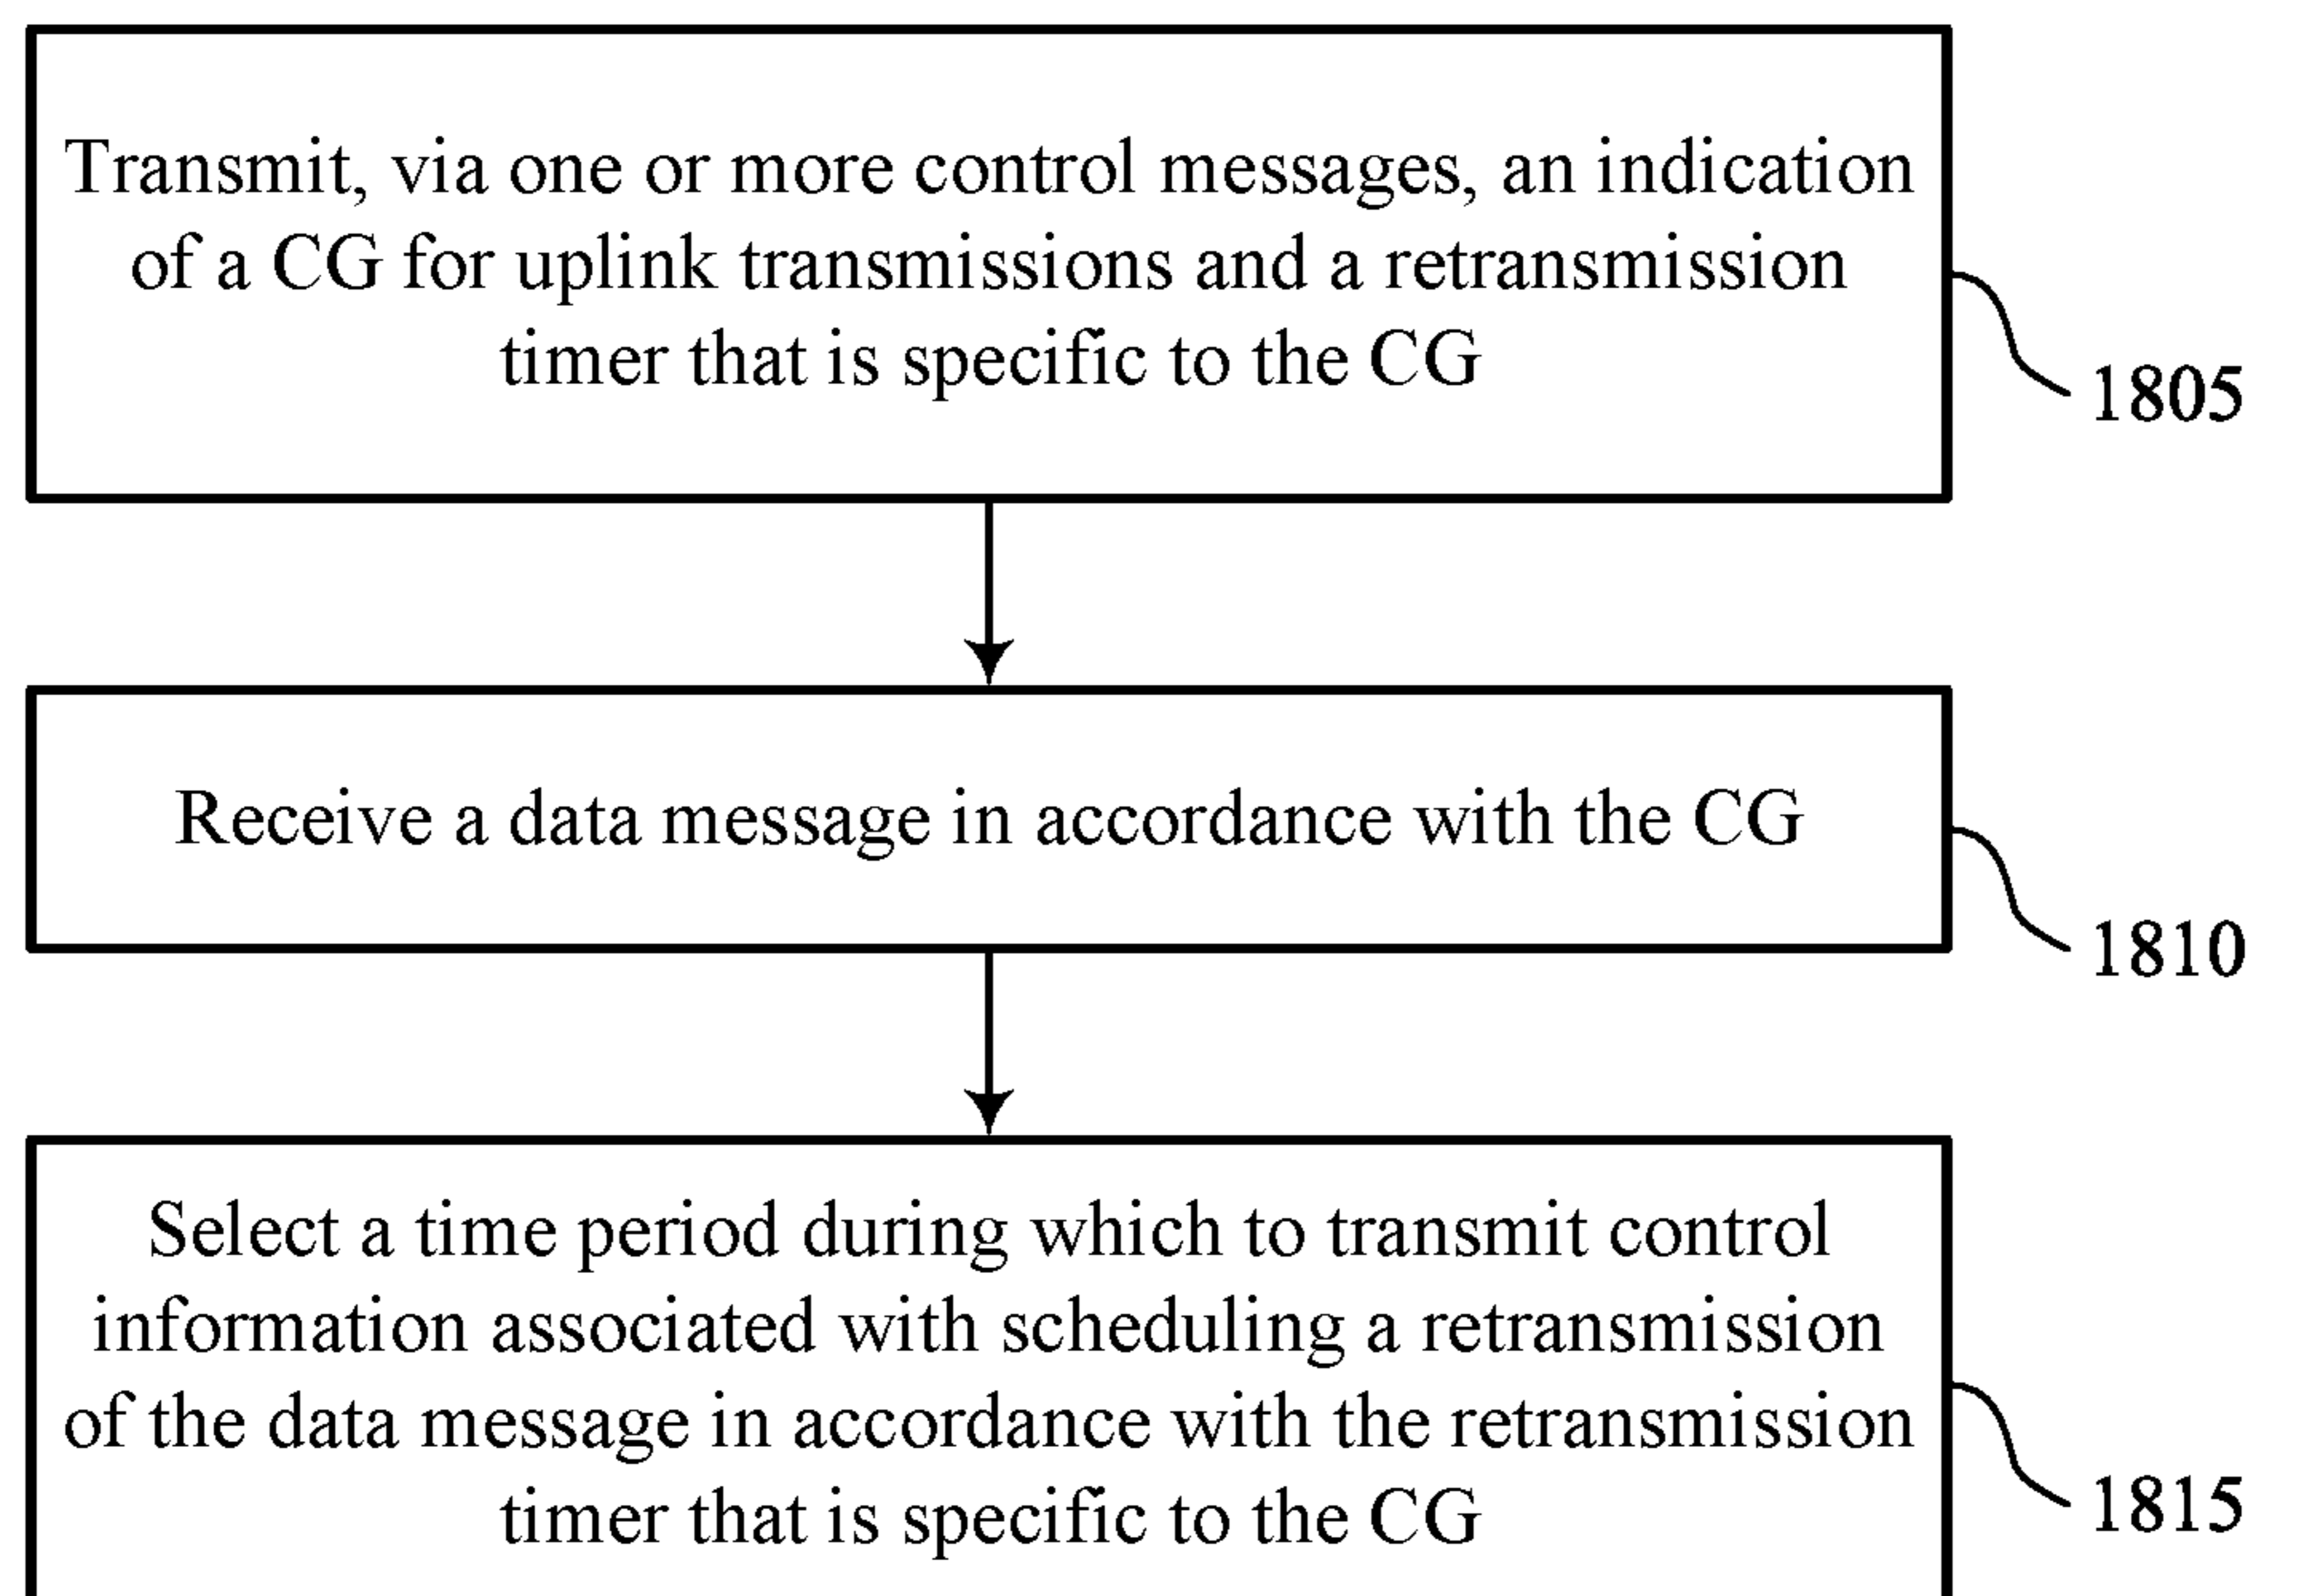 Transmit, via one or more control messages, an indication
of a CG for uplink transmissions and a retransmission
timer that is specific to the CG
1805
Receive a data message in accordance with the CG
1810
Select a time period during which to transmit control
information associated with scheduling a retransmission
of the data message in accordance with the retransmission
timer that is specific to the CG
1815